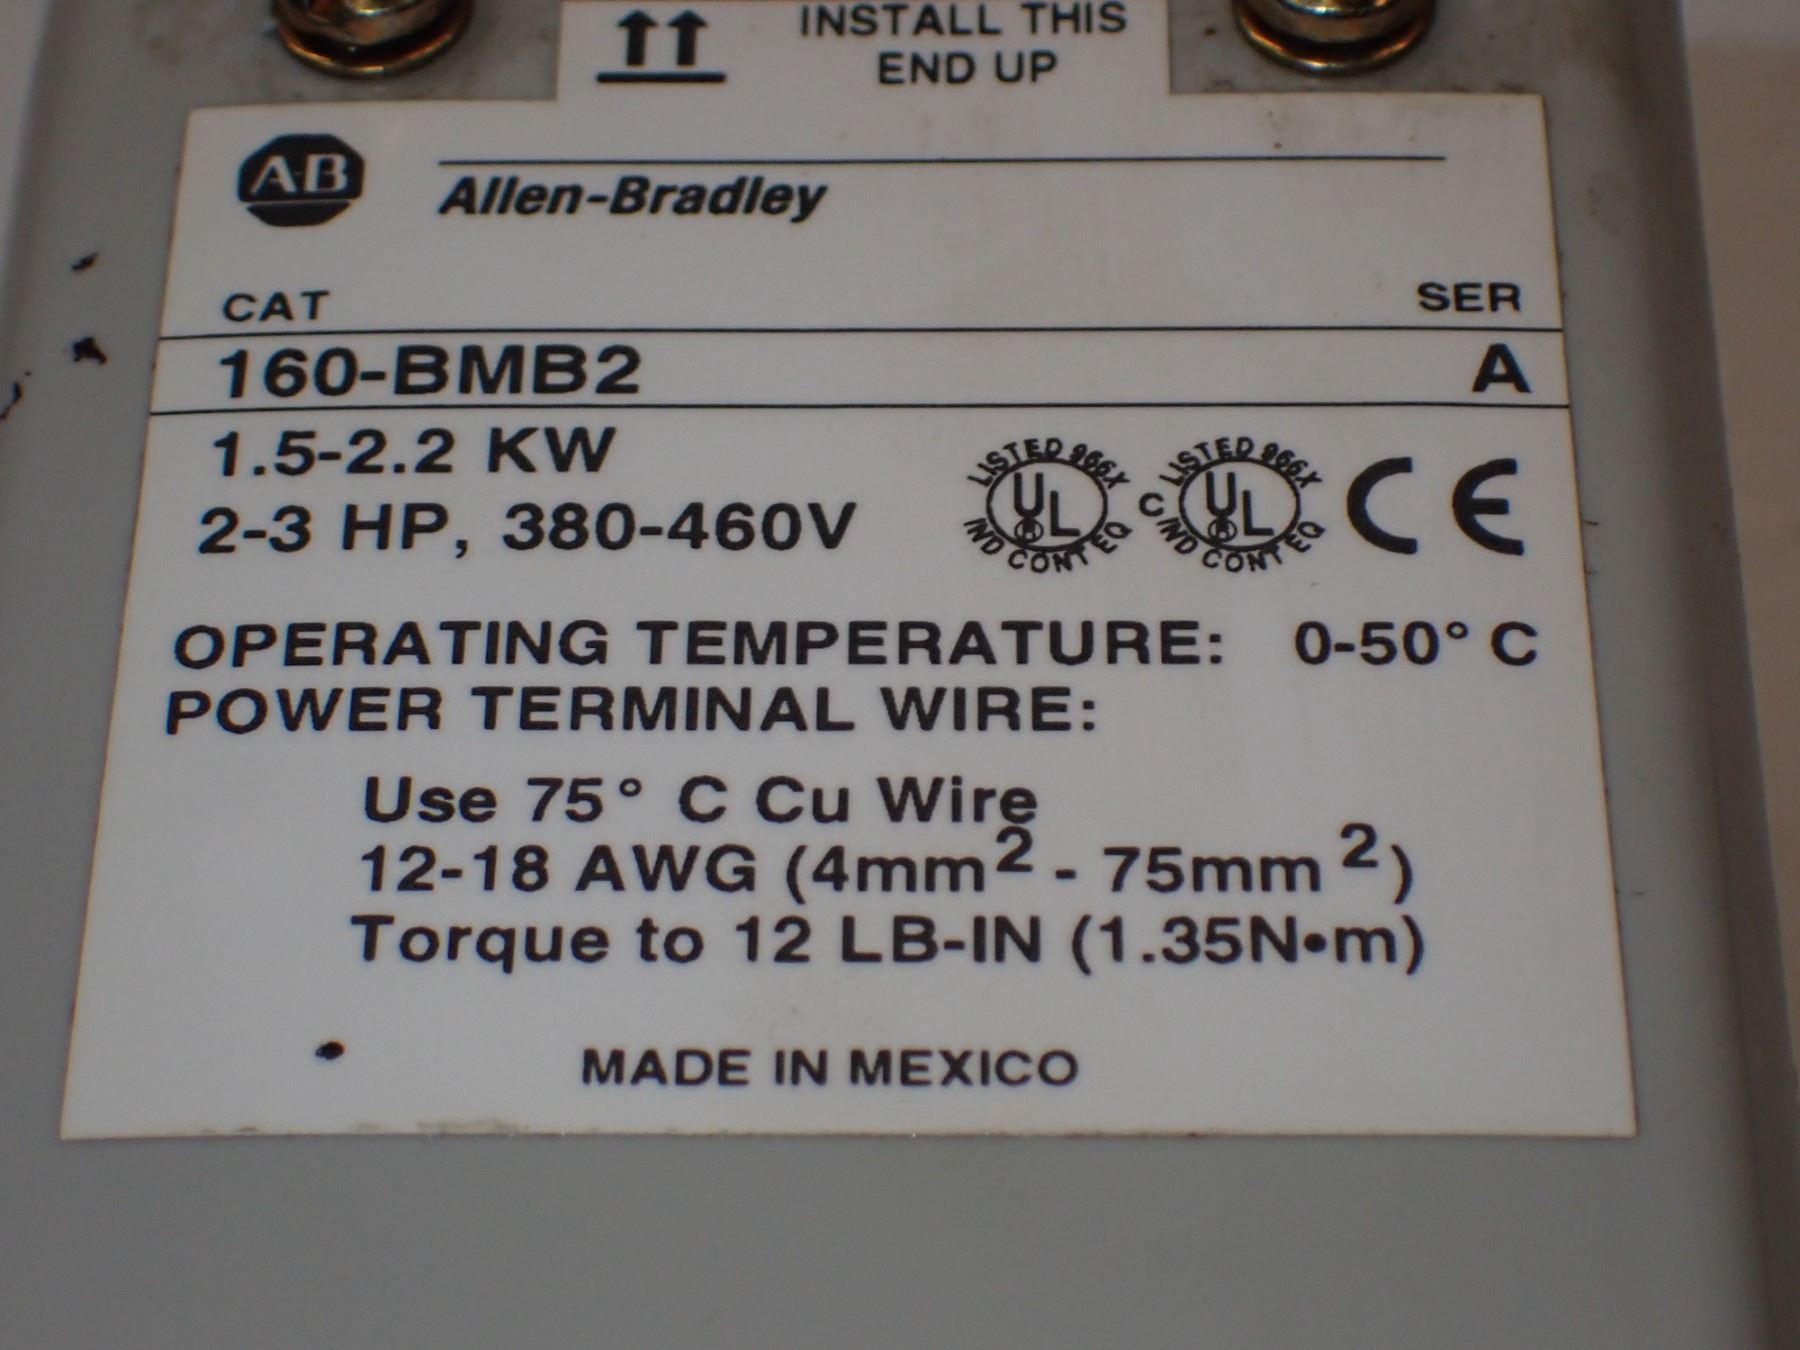 INSTALL THIS
END UP
A·B
Allen-Bradley
CAT SER
160-BMB2 A
1.5-2.2 KW
2-3 HP, 380-460V
LISTED 966X
UL
IND CONT EQ
LISTED 966X
C UL
IND CONT EQ
CE
OPERATING TEMPERATURE: 0-50° C
POWER TERMINAL WIRE:
Use 75° C Cu Wire
12-18 AWG (4mm² - 75mm²)
Torque to 12 LB-IN (1.35N•m)
MADE IN MEXICO